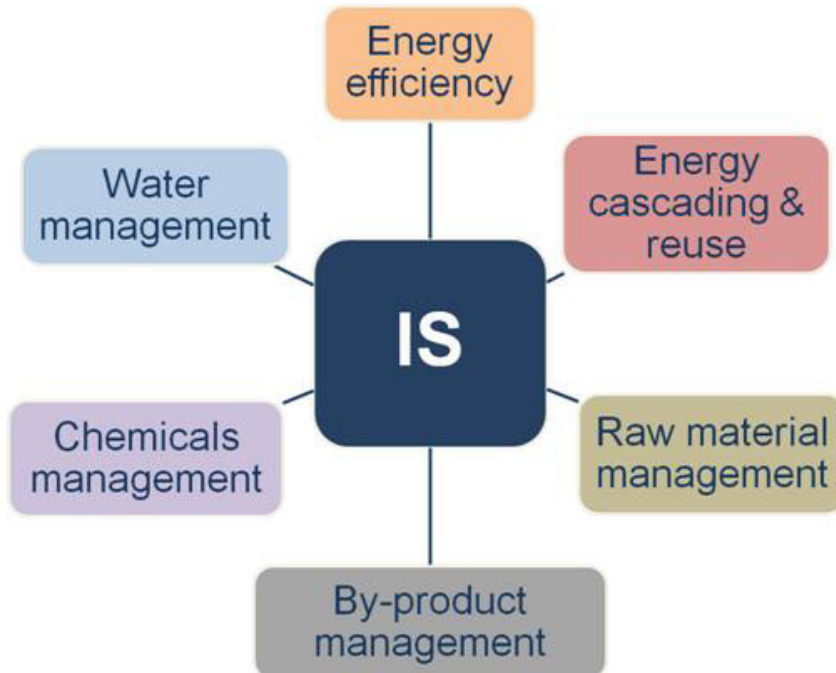 Energy
efficiency
Energy
cascading &
reuse
Water
management
IS
Chemicals
management
Raw material
management
By-product
management